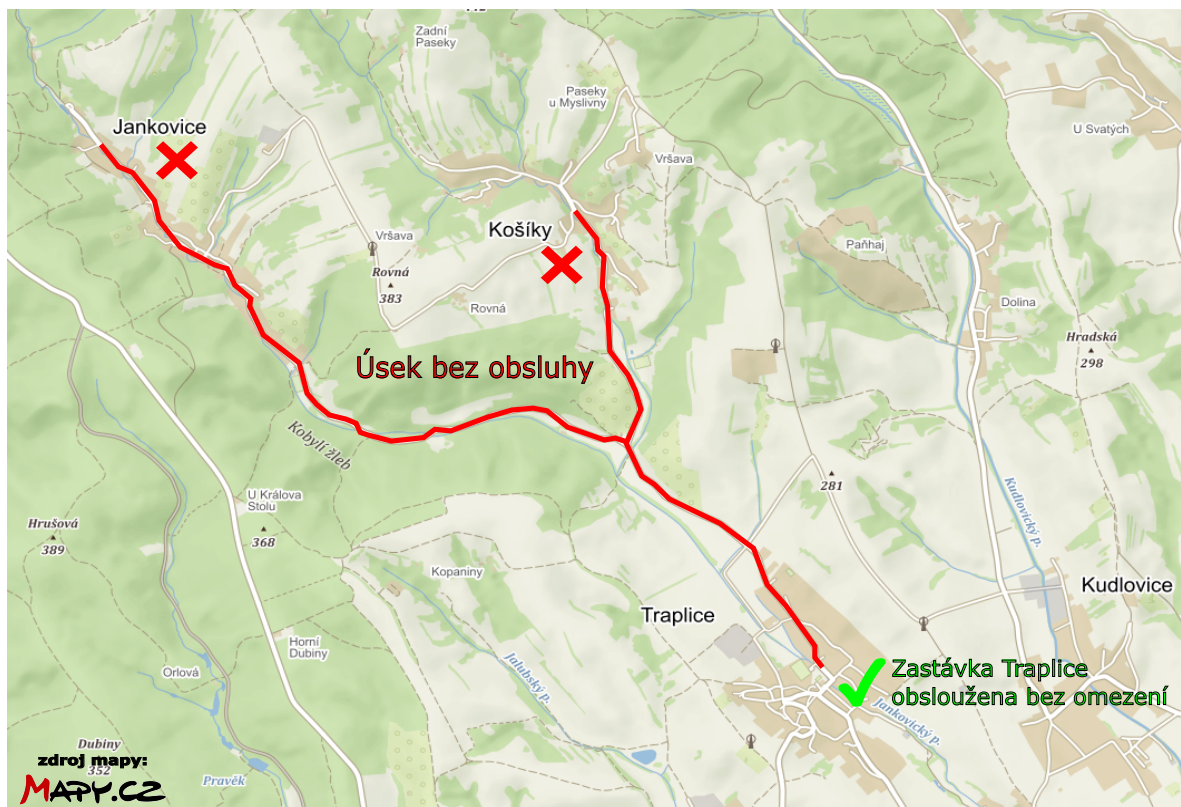 Zadní
Paseky
Paseky
u Myslivny
Jankovice
U Svatých
Vršava
Košíky
Vršava
Paňhaj
Rovná
383
Rovná
Dolina
Hradská
298
Úsek bez obsluhy
Kobylí žleb
281
U Králova
Stolu
368
Hrušová
389
Kudlovický p.
Kopaniny
Kudlovice
Traplice
Horní
Dubiny
Jalubský p.
Orlová
Zastávka Traplice
obsloužena bez omezení
Jankovický p.
Dubiny
352
zdroj mapy:
Pravěk
MAPY.CZ